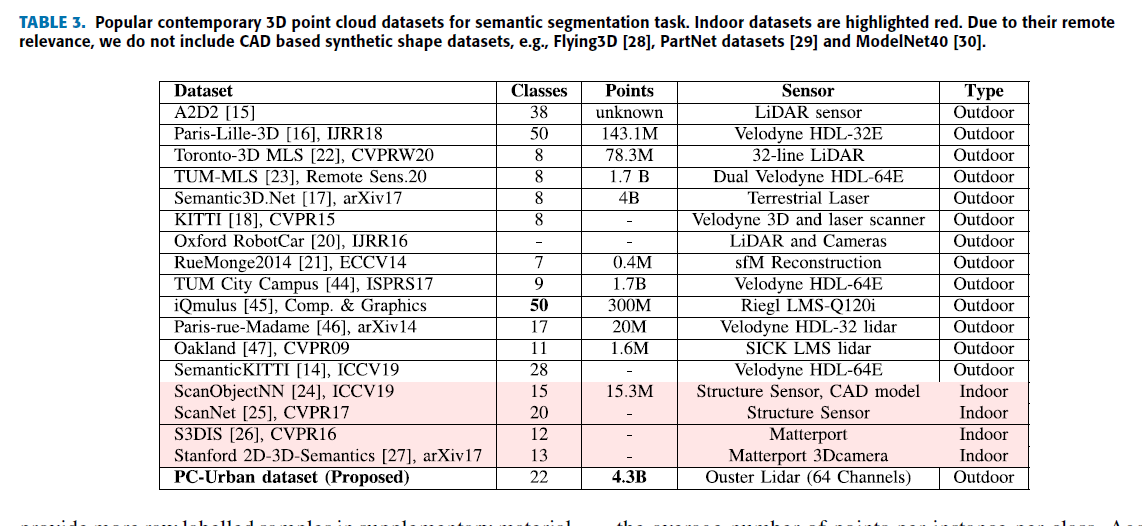 TABLE 3. Popular contemporary 3D point cloud datasets for semantic segmentation task. Indoor datasets are highlighted red. Due to their remote
relevance, we do not include CAD based synthetic shape datasets, e.g., Flying3D [28], PartNet datasets [29] and ModelNet40 [30].
Dataset Classes Points Sensor Type
A2D2 [15] 38 unknown LiDAR sensor Outdoor
Paris-Lille-3D [16], IJRR18 50 143.1M Velodyne HDL-32E Outdoor
Toronto-3D MLS [22], CVPRW20 8 78.3M 32-line LiDAR Outdoor
TUM-MLS [23], Remote Sens.20 8 1.7 B Dual Velodyne HDL-64E Outdoor
Semantic3D.Net [17], arXiv17 8 4B Terrestrial Laser Outdoor
KITTI [18], CVPR15 8 - Velodyne 3D and laser scanner Outdoor
Oxford RobotCar [20], IJRR16 - - LiDAR and Cameras Outdoor
RueMonge2014 [21], ECCV14 7 0.4M sfM Reconstruction Outdoor
TUM City Campus [44], ISPRS17 9 1.7B Velodyne HDL-64E Outdoor
iQmulus [45], Comp. & Graphics 50 300M Riegl LMS-Q120i Outdoor
Paris-rue-Madame [46], arXiv14 17 20M Velodyne HDL-32 lidar Outdoor
Oakland [47], CVPR09 11 1.6M SICK LMS lidar Outdoor
SemanticKITTI [14], ICCV19 28 - Velodyne HDL-64E Outdoor
ScanObjectNN [24], ICCV19 15 15.3M Structure Sensor, CAD model Indoor
ScanNet [25], CVPR17 20 - Structure Sensor Indoor
S3DIS [26], CVPR16 12 - Matterport Indoor
Stanford 2D-3D-Semantics [27], arXiv17 13 - Matterport 3Dcamera Indoor
PC-Urban dataset (Proposed) 22 4.3B Ouster Lidar (64 Channels) Outdoor